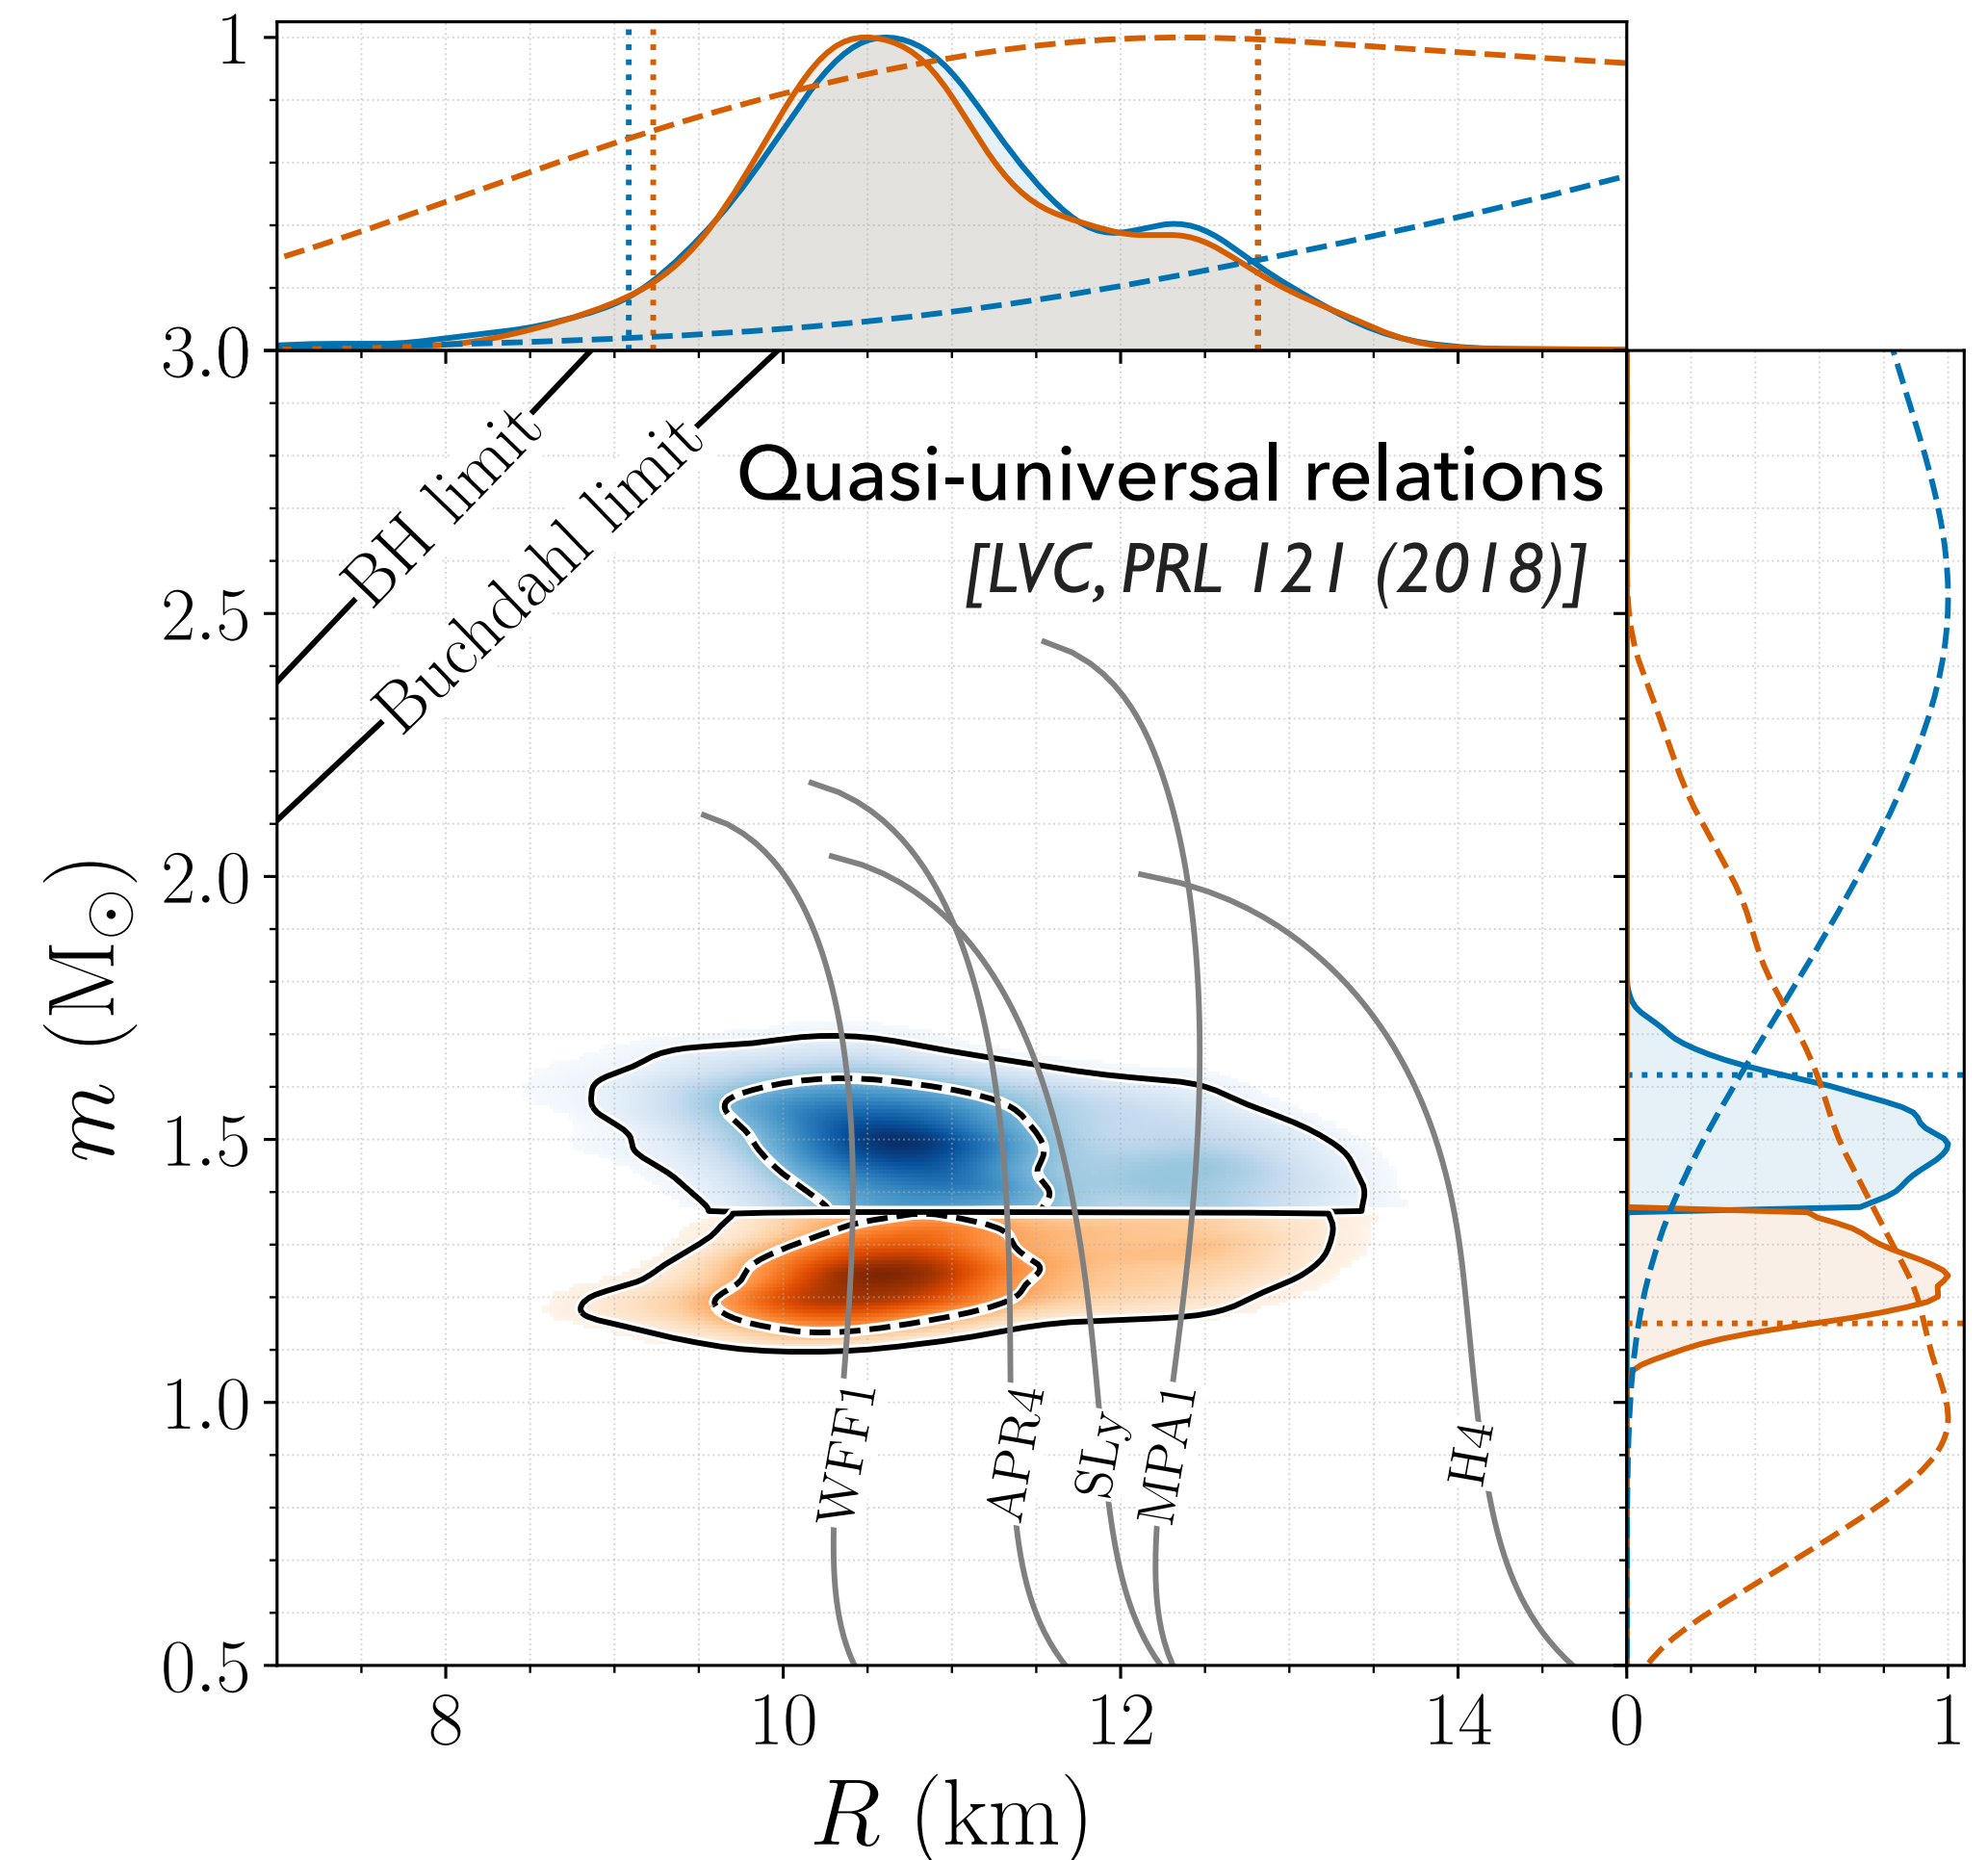 1
3.0
BH limit
Buchdahl limit
Quasi-universal relations
[LVC, PRL 121 (2018)]
2.5
2.0
1.5
1.0
0.5
m (M☉)
WFF1
APR4
SLy
MPA1
H4
8 10 12 14 0 1
R (km)